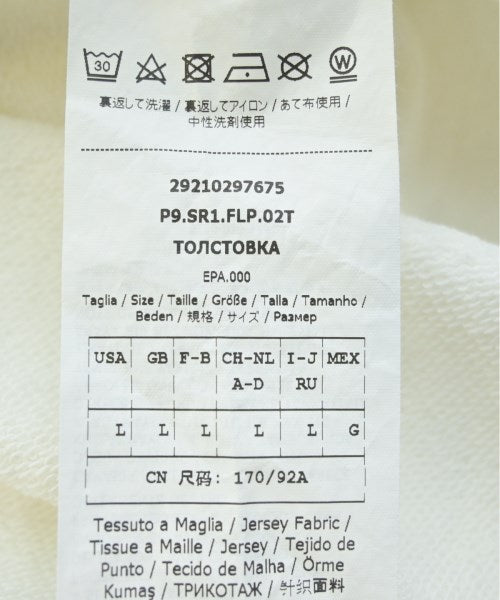 30 W
裏返して洗濯 / 裏返してアイロン / あて布使用 /
中性洗剤使用
29210297675
P9.SR1.FLP.02T
ТОЛСТОВКА
EPA.000
Taglia / Size / Taille / Größe / Talla / Tamanho /
Beden / 規格 / サイズ / Размер
USA GB F-B CH-NL I-J MEX
A-D RU
L L L L L G
CN 尺码: 170/92A
Tessuto a Maglia / Jersey Fabric /
Tissue a Maille / Jersey / Tejido de
Punto / Tecido de Malha / Örme
Kumaş / ТРИКОТАЖ / 针织面料